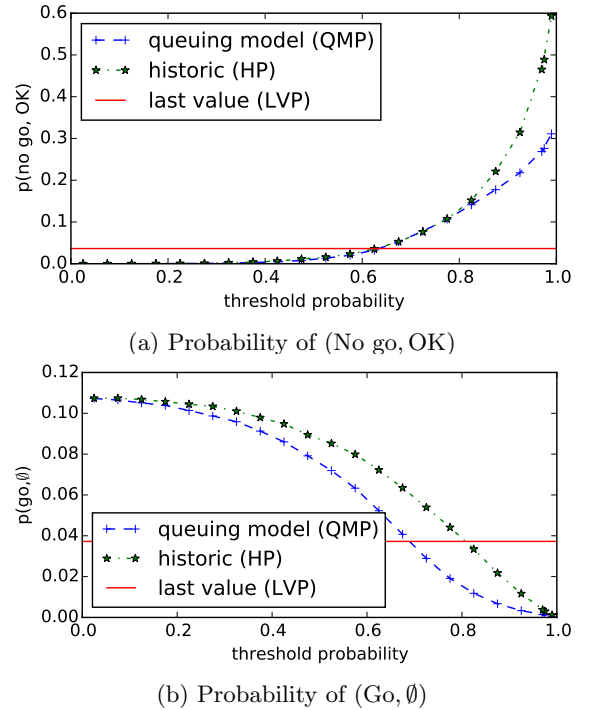 0.6
0.5
0.4
0.3
0.2
0.1
0.0
p(no go, OK)
queuing model (QMP)
historic (HP)
last value (LVP)
0.0 0.2 0.4 0.6 0.8 1.0
threshold probability
(a) Probability of (No go, OK)
0.12
0.10
0.08
0.06
0.04
0.02
0.00
p(go,∅)
queuing model (QMP)
historic (HP)
last value (LVP)
0.0 0.2 0.4 0.6 0.8 1.0
threshold probability
(b) Probability of (Go, ∅)